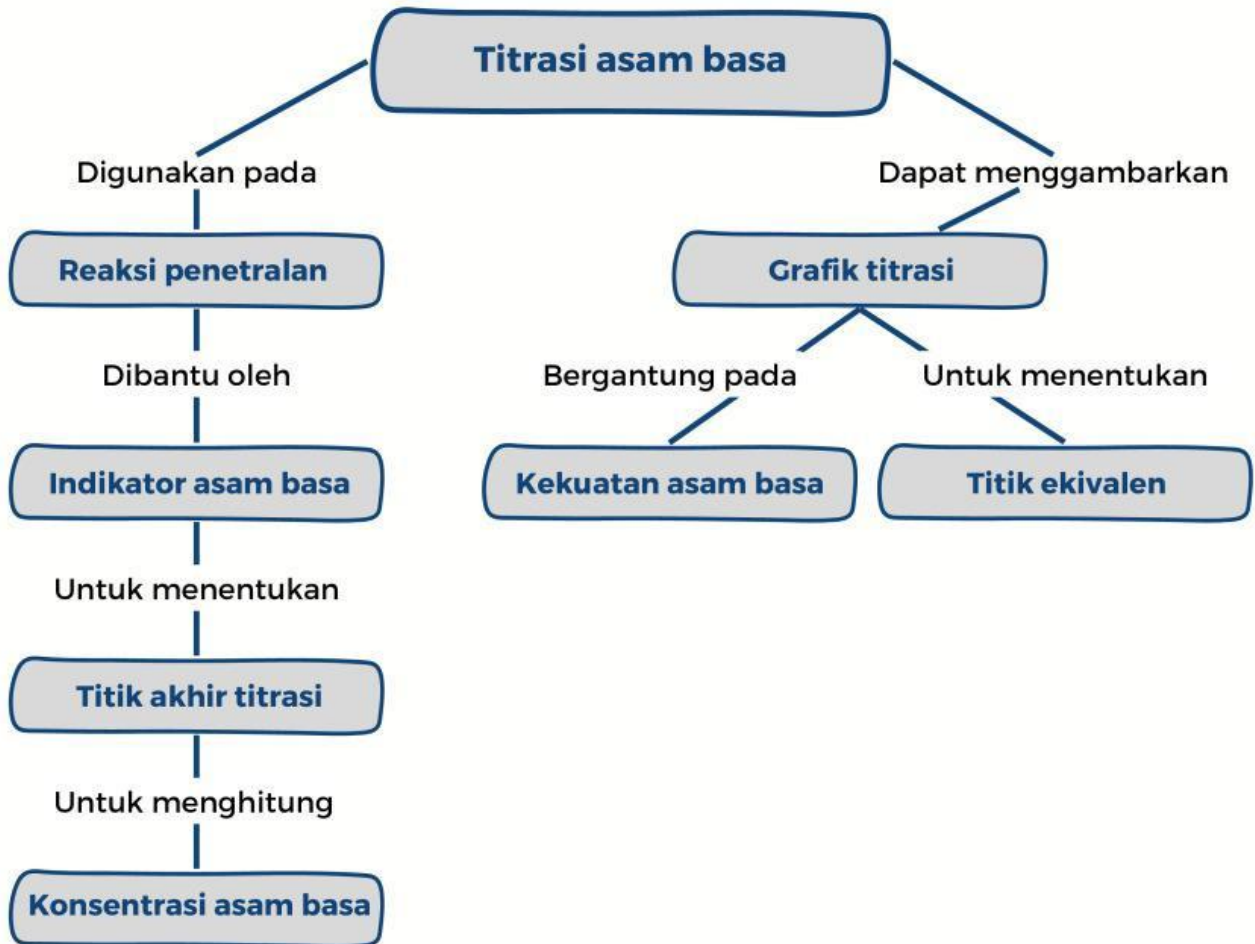 Titrasi asam basa
Digunakan pada
Dapat menggambarkan
Reaksi penetralan
Grafik titrasi
Dibantu oleh
Bergantung pada
Untuk menentukan
Indikator asam basa
Kekuatan asam basa
Titik ekivalen
Untuk menentukan
Titik akhir titrasi
Untuk menghitung
Konsentrasi asam basa